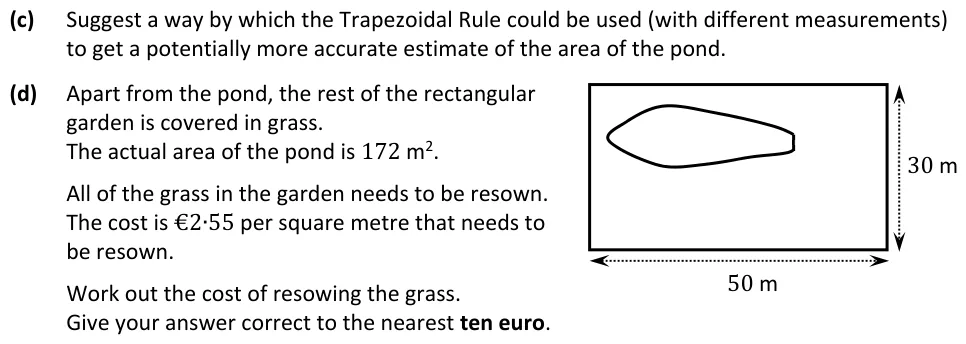 (c) Suggest a way by which the Trapezoidal Rule could be used (with different measurements)
to get a potentially more accurate estimate of the area of the pond.
(d) Apart from the pond, the rest of the rectangular
garden is covered in grass.
The actual area of the pond is 172 m².
All of the grass in the garden needs to be resown.
The cost is €2·55 per square metre that needs to
be resown.
Work out the cost of resowing the grass.
Give your answer correct to the nearest ten euro.
30 m
50 m